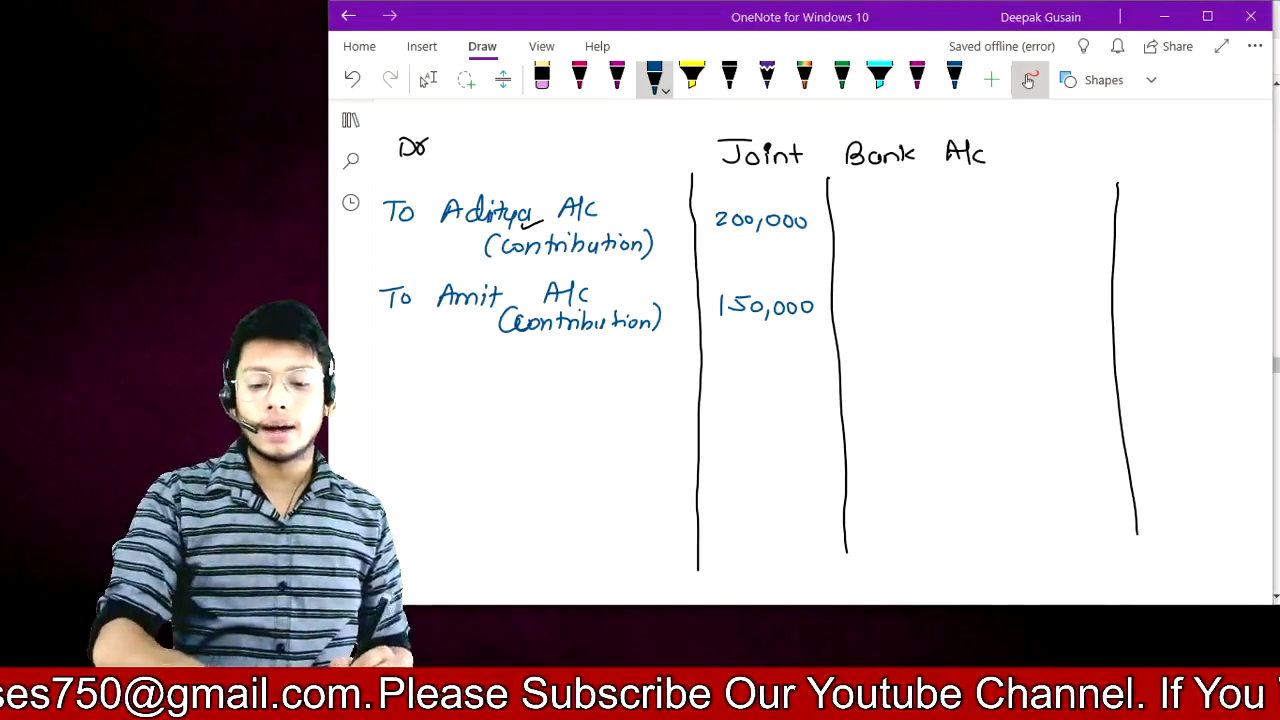 OneNote for Windows 10
Deepak Gusain
Home Insert Draw View Help
Saved offline (error)
Share
Shapes
Dr
Joint Bank A/c
To Aditya A/c 200,000
(contribution)
To Amit A/c 150,000
(contribution)
ses750@gmail.com.Please Subscribe Our Youtube Channel. If You